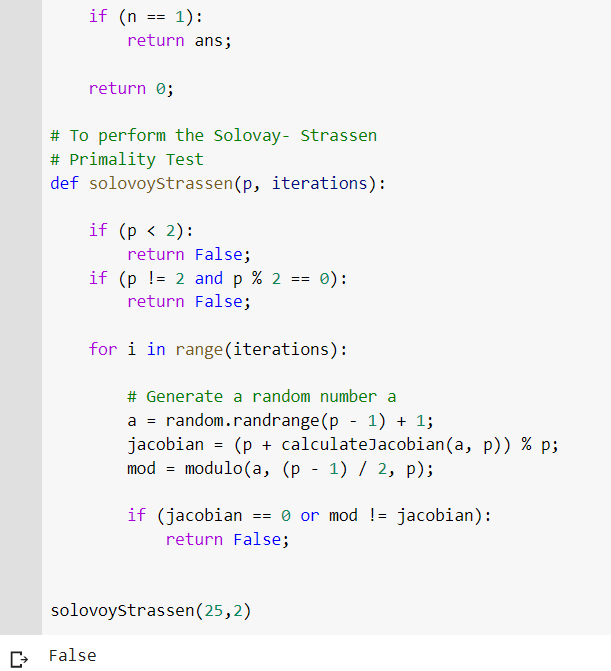 if (n == 1):
return ans;
return 0;
# To perform the Solovay- Strassen
# Primality Test
def solovoyStrassen(p, iterations):
if (p < 2):
return False;
if (p != 2 and p % 2 == 0):
return False;
for i in range(iterations):
# Generate a random number a
a = random.randrange(p - 1) + 1;
jacobian = (p + calculateJacobian(a, p)) % p;
mod = modulo(a, (p - 1) / 2, p);
if (jacobian == 0 or mod != jacobian):
return False;
solovoyStrassen(25,2)
False